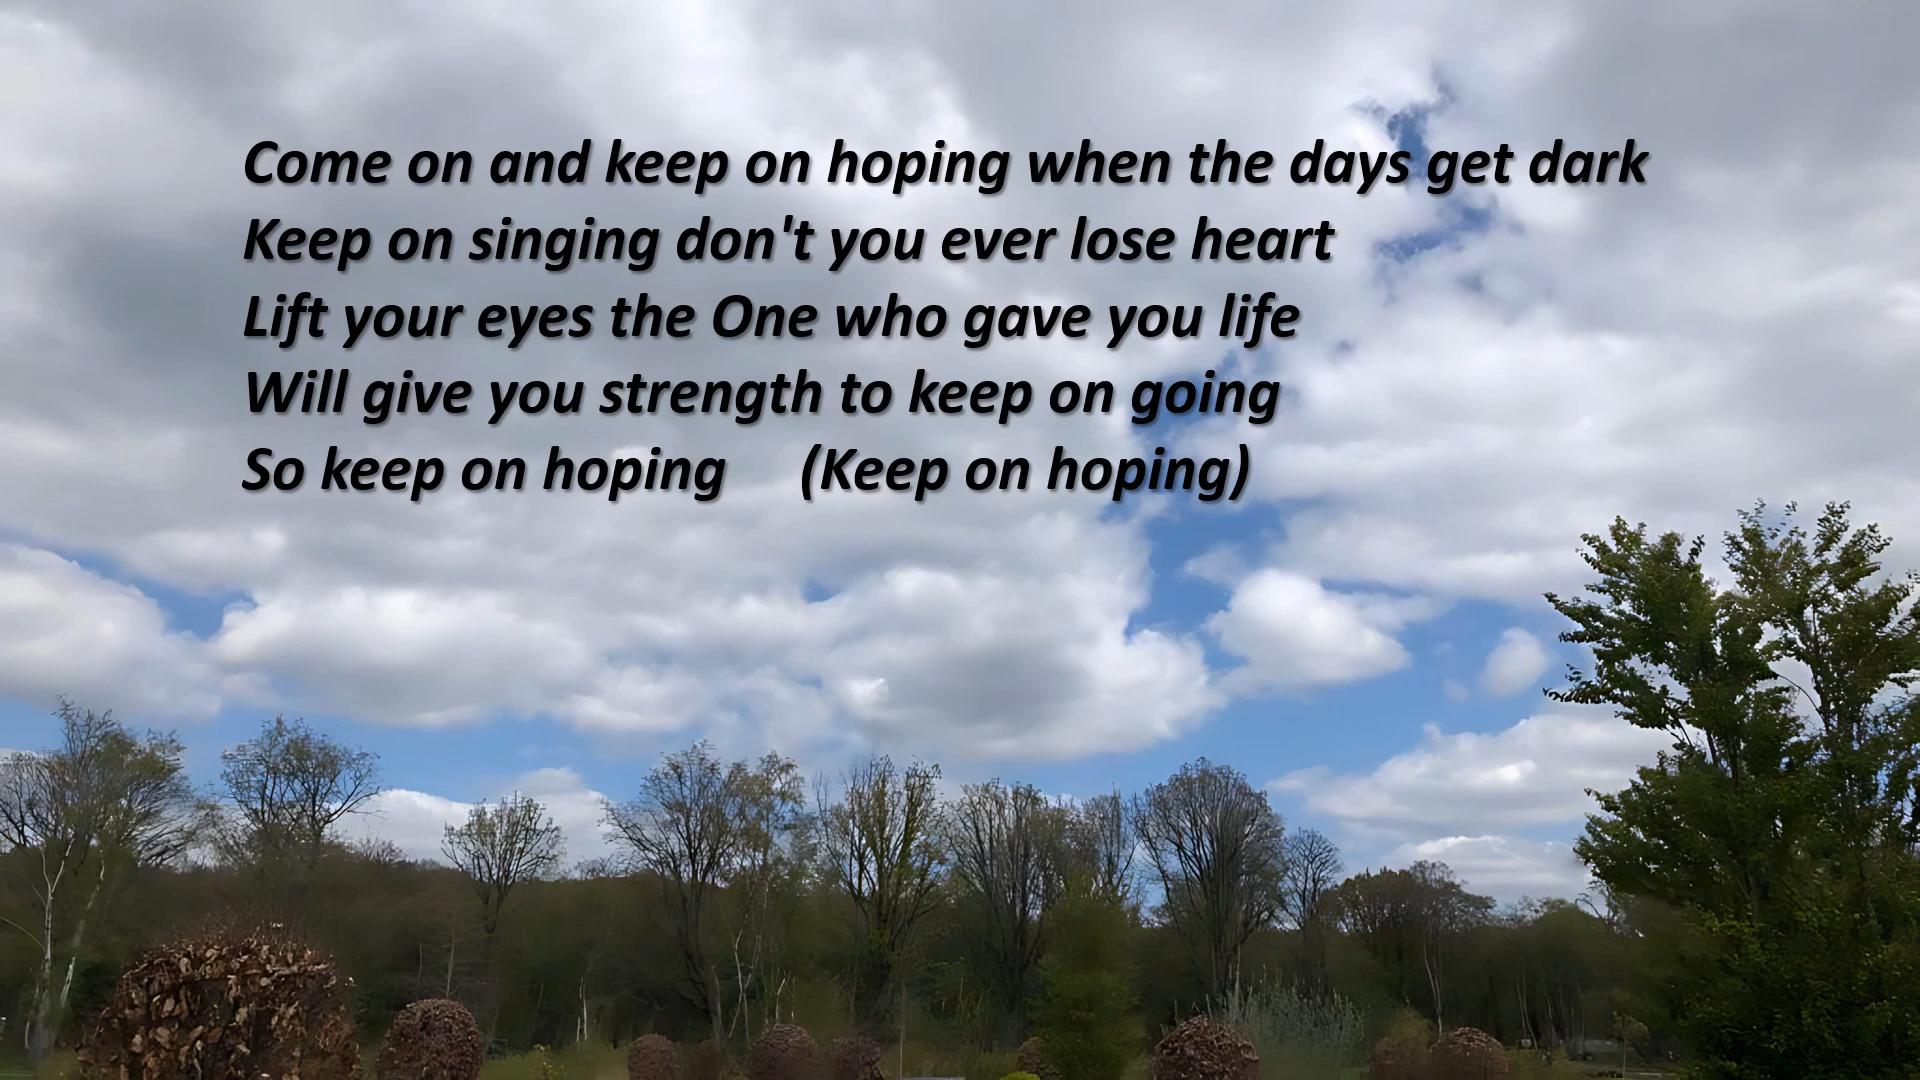 Come on and keep on hoping when the days get dark
Keep on singing don't you ever lose heart
Lift your eyes the One who gave you life
Will give you strength to keep on going
So keep on hoping (Keep on hoping)